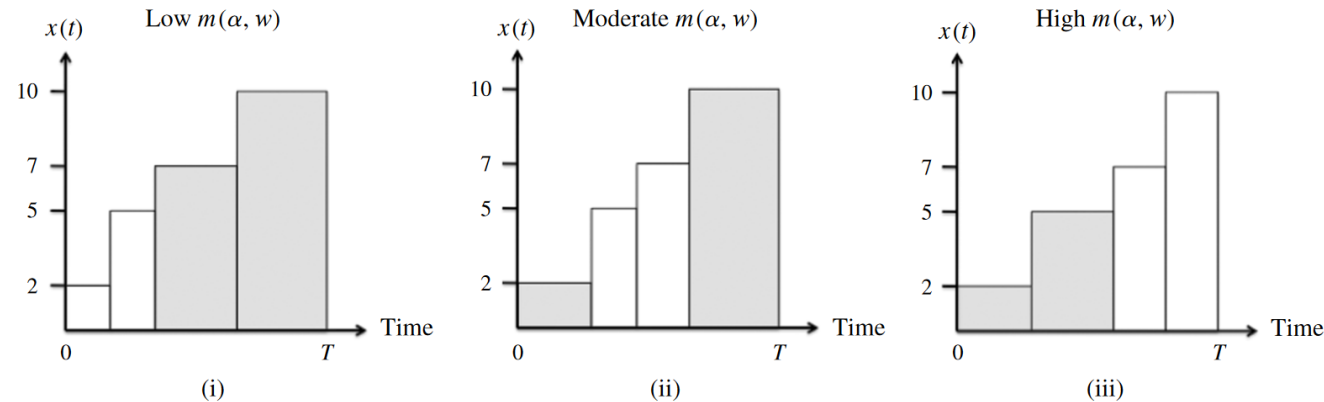 Low m(α, w)
x(t)
10
7
5
2
Time
0
T
(i)
Moderate m(α, w)
x(t)
10
7
5
2
Time
0
T
(ii)
High m(α, w)
x(t)
10
7
5
2
Time
0
T
(iii)